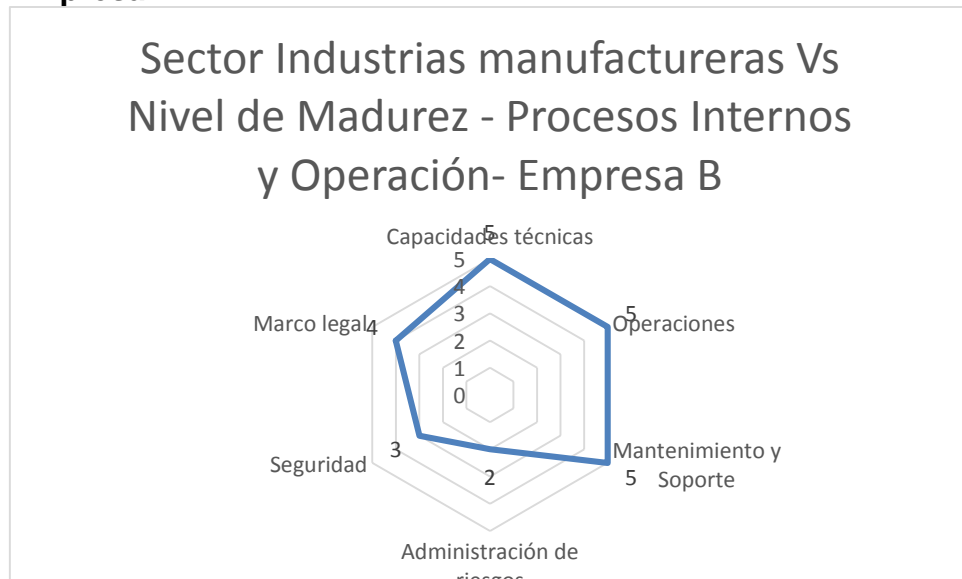 Sector Industrias manufactureras Vs
Nivel de Madurez - Procesos Internos
y Operación- Empresa B
5
Capacidades técnicas
5
4
3
2
1
0
5
Operaciones
Mantenimiento y
Soporte
5
2
Administración de
riesgos
3
Seguridad
4
Marco legal